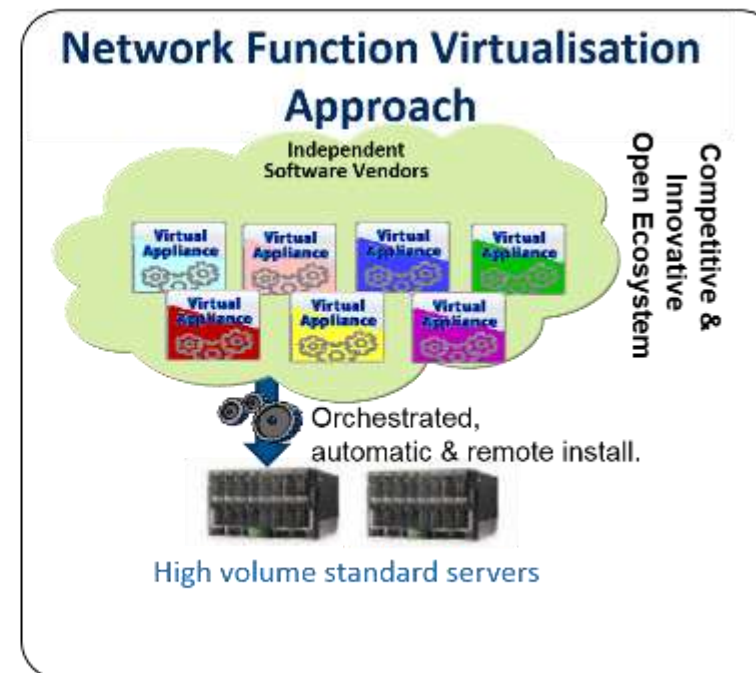 Network Function Virtualisation
Approach
Independent
Software Vendors
Competitive &
Innovative
Open Ecosystem
Virtual
Appliance
Virtual
Appliance
Virtual
Appliance
Virtual
Appliance
Virtual
Appliance
Virtual
Appliance
Virtual
Appliance
Orchestrated,
automatic & remote install.
High volume standard servers